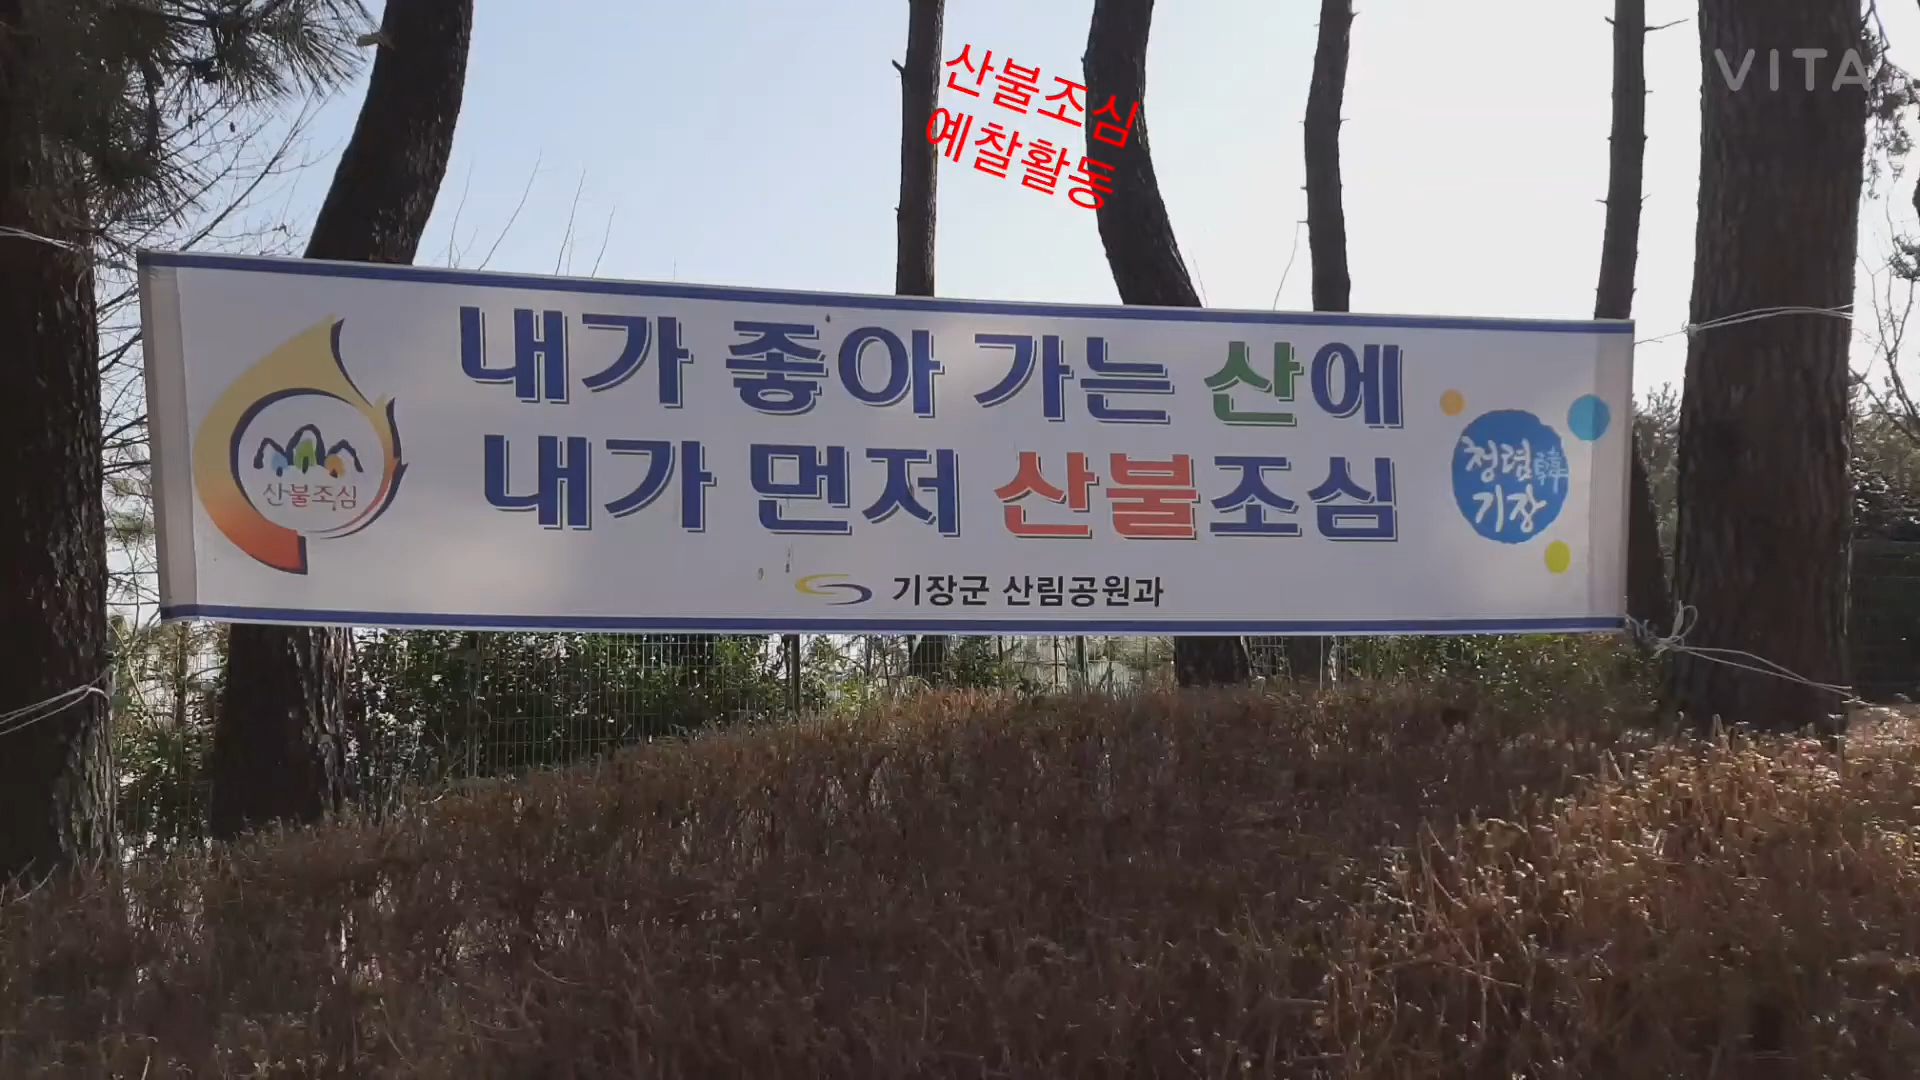 산불조심
예찰활동
VITA
내가 좋아 가는 산에
내가 먼저 산불조심
산불조심
청렴韓
기장
기장군 산림공원과